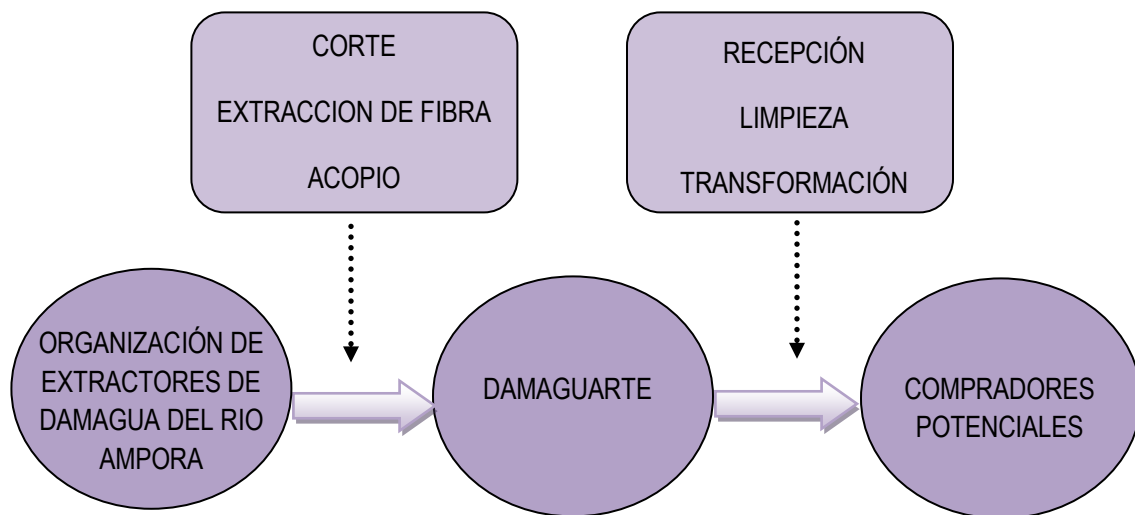 CORTE
EXTRACCION DE FIBRA
ACOPIO
RECEPCIÓN
LIMPIEZA
TRANSFORMACIÓN
ORGANIZACIÓN DE
EXTRACTORES DE
DAMAGUA DEL RIO
AMPORA
DAMAGUARTE
COMPRADORES
POTENCIALES